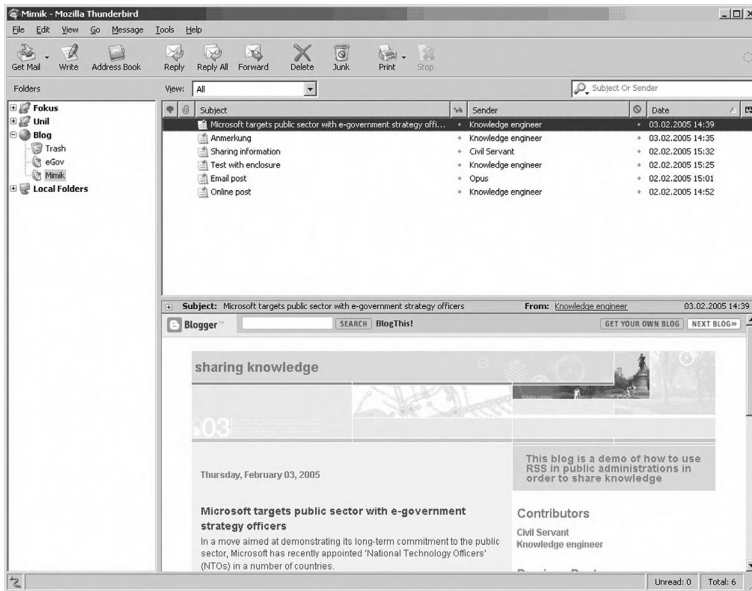 Mimik - Mozilla Thunderbird
File Edit View Go Message Tools Help
Get Mail Write Address Book Reply Reply All Forward Delete Junk Print Stop
Folders View: All Subject Or Sender
Subject Sender Date
Fokus
Unil
Blog
Trash
eGov
Mimik
Local Folders
Microsoft targets public sector with e-government strategy offi... Knowledge engineer 03.02.2005 14:39
Anmerkung Knowledge engineer 03.02.2005 14:35
Sharing information Civil Servant 02.02.2005 15:32
Test with enclosure Knowledge engineer 02.02.2005 15:25
Email post Opus 02.02.2005 15:01
Online post Knowledge engineer 02.02.2005 14:52
Subject: Microsoft targets public sector with e-government strategy officers From: Knowledge engineer 03.02.2005 14:39
Blogger SEARCH BlogThis! GET YOUR OWN BLOG NEXT BLOG»
sharing knowledge
03
Thursday, February 03, 2005
Microsoft targets public sector with e-government
strategy officers
In a move aimed at demonstrating its long-term commitment to the public
sector, Microsoft has recently appointed 'National Technology Officers'
(NTOs) in a number of countries.
This blog is a demo of how to use
RSS in public administrations in
order to share knowledge
Contributors
Civil Servant
Knowledge engineer
Unread: 0 Total: 6